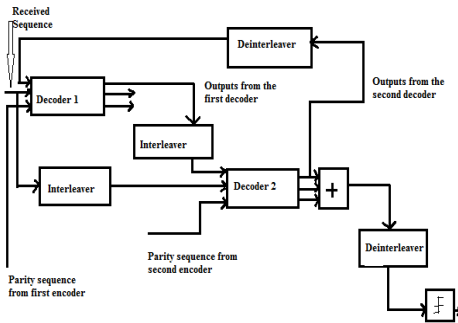 Received
Sequence
Deinterleaver
Decoder 1
Outputs from the
first decoder
Outputs from the
second decoder
Interleaver
Interleaver
Decoder 2
+
Deinterleaver
Parity sequence from
second encoder
Parity sequence
from first encoder